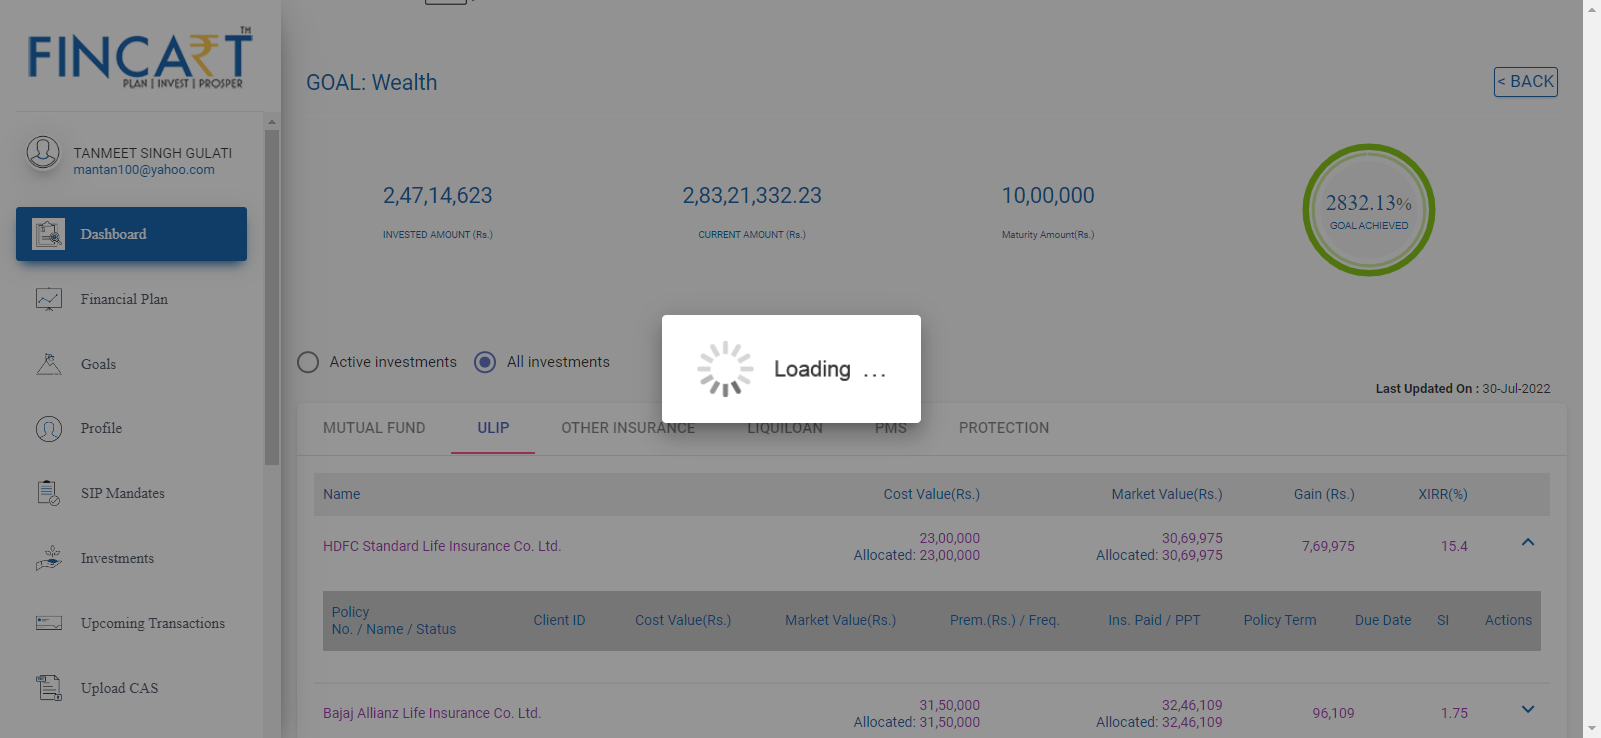 FINCART TM
PLAN | INVEST | PROSPER
TANMEET SINGH GULATI
mantan100@yahoo.com
Dashboard
Financial Plan
Goals
Profile
SIP Mandates
Investments
Upcoming Transactions
Upload CAS
GOAL: Wealth
< BACK
2,47,14,623
INVESTED AMOUNT (Rs.)
2,83,21,332.23
CURRENT AMOUNT (Rs.)
10,00,000
Maturity Amount(Rs.)
2832.13%
GOAL ACHIEVED
Loading ...
Active investments
All investments
Last Updated On : 30-Jul-2022
MUTUAL FUND ULIP OTHER INSURANCE LIQUILOAN PMS PROTECTION
Name Cost Value(Rs.) Market Value(Rs.) Gain (Rs.) XIRR(%)
HDFC Standard Life Insurance Co. Ltd. 23,00,000 30,69,975 7,69,975 15.4
Allocated: 23,00,000 Allocated: 30,69,975
Policy
No. / Name / Status Client ID Cost Value(Rs.) Market Value(Rs.) Prem.(Rs.) / Freq. Ins. Paid / PPT Policy Term Due Date SI Actions
Bajaj Allianz Life Insurance Co. Ltd. 31,50,000 32,46,109 96,109 1.75
Allocated: 31,50,000 Allocated: 32,46,109